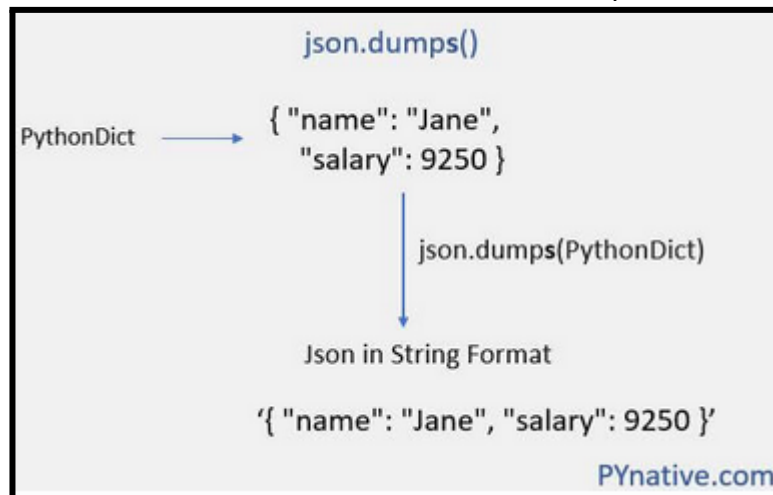 json.dumps()
PythonDict
{ "name": "Jane",
"salary": 9250 }
json.dumps(PythonDict)
Json in String Format
‘{ "name": "Jane", "salary": 9250 }’
PYnative.com